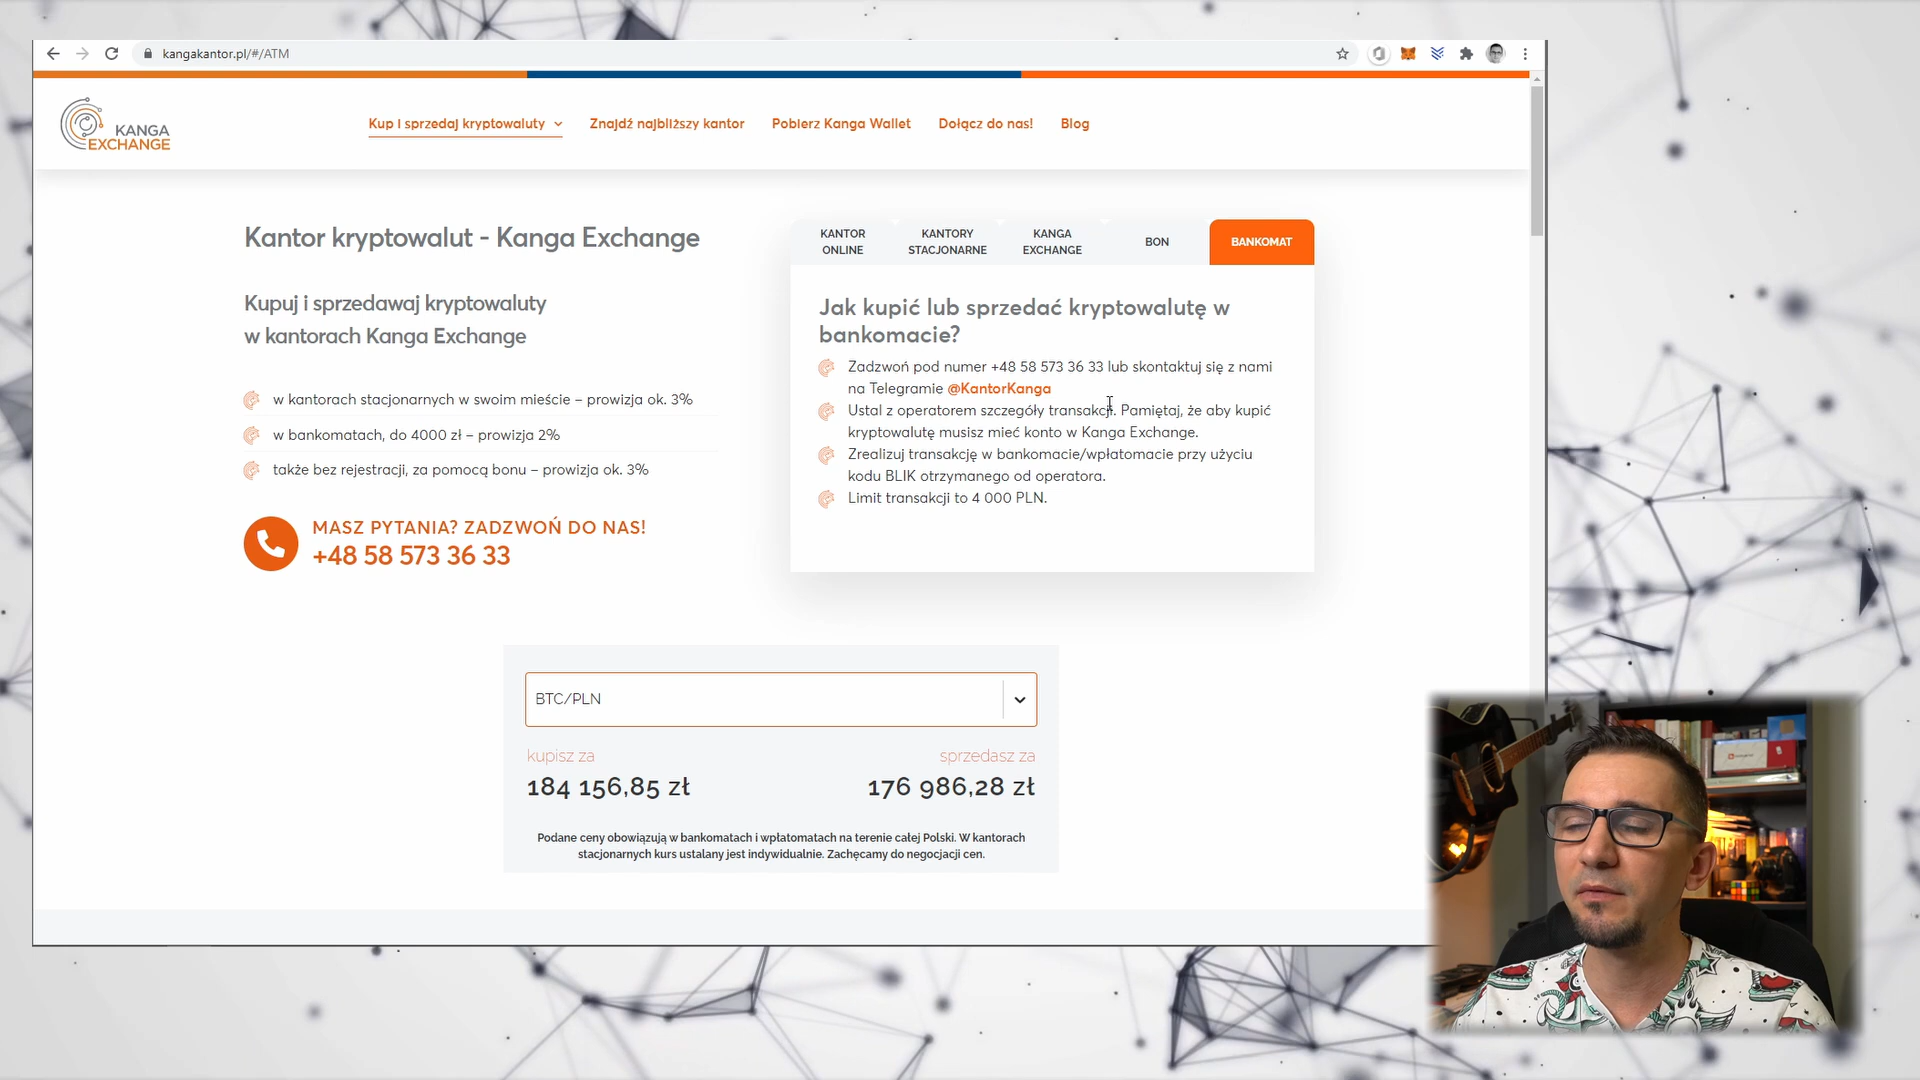 kangakantor.pl/#/ATM
KANGA
EXCHANGE
Kup i sprzedaj kryptowaluty
Znajdź najbliższy kantor
Pobierz Kanga Wallet
Dołącz do nas!
Blog
Kantor kryptowalut - Kanga Exchange
Kupuj i sprzedawaj kryptowaluty
w kantorach Kanga Exchange
w kantorach stacjonarnych w swoim mieście – prowizja ok. 3%
w bankomatach, do 4000 zł – prowizja 2%
także bez rejestracji, za pomocą bonu – prowizja ok. 3%
MASZ PYTANIA? ZADZWOŃ DO NAS!
+48 58 573 36 33
KANTOR
ONLINE
KANTORY
STACJONARNE
KANGA
EXCHANGE
BON
BANKOMAT
Jak kupić lub sprzedać kryptowalutę w
bankomacie?
Zadzwoń pod numer +48 58 573 36 33 lub skontaktuj się z nami
na Telegramie @KantorKanga
Ustal z operatorem szczegóły transakcji. Pamiętaj, że aby kupić
kryptowalutę musisz mieć konto w Kanga Exchange.
Zrealizuj transakcję w bankomacie/wpłatomacie przy użyciu
kodu BLIK otrzymanego od operatora.
Limit transakcji to 4 000 PLN.
BTC/PLN
kupisz za
sprzedasz za
184 156,85 zł
176 986,28 zł
Podane ceny obowiązują w bankomatach i wpłatomatach na terenie całej Polski. W kantorach
stacjonarnych kurs ustalany jest indywidualnie. Zachęcamy do negocjacji cen.